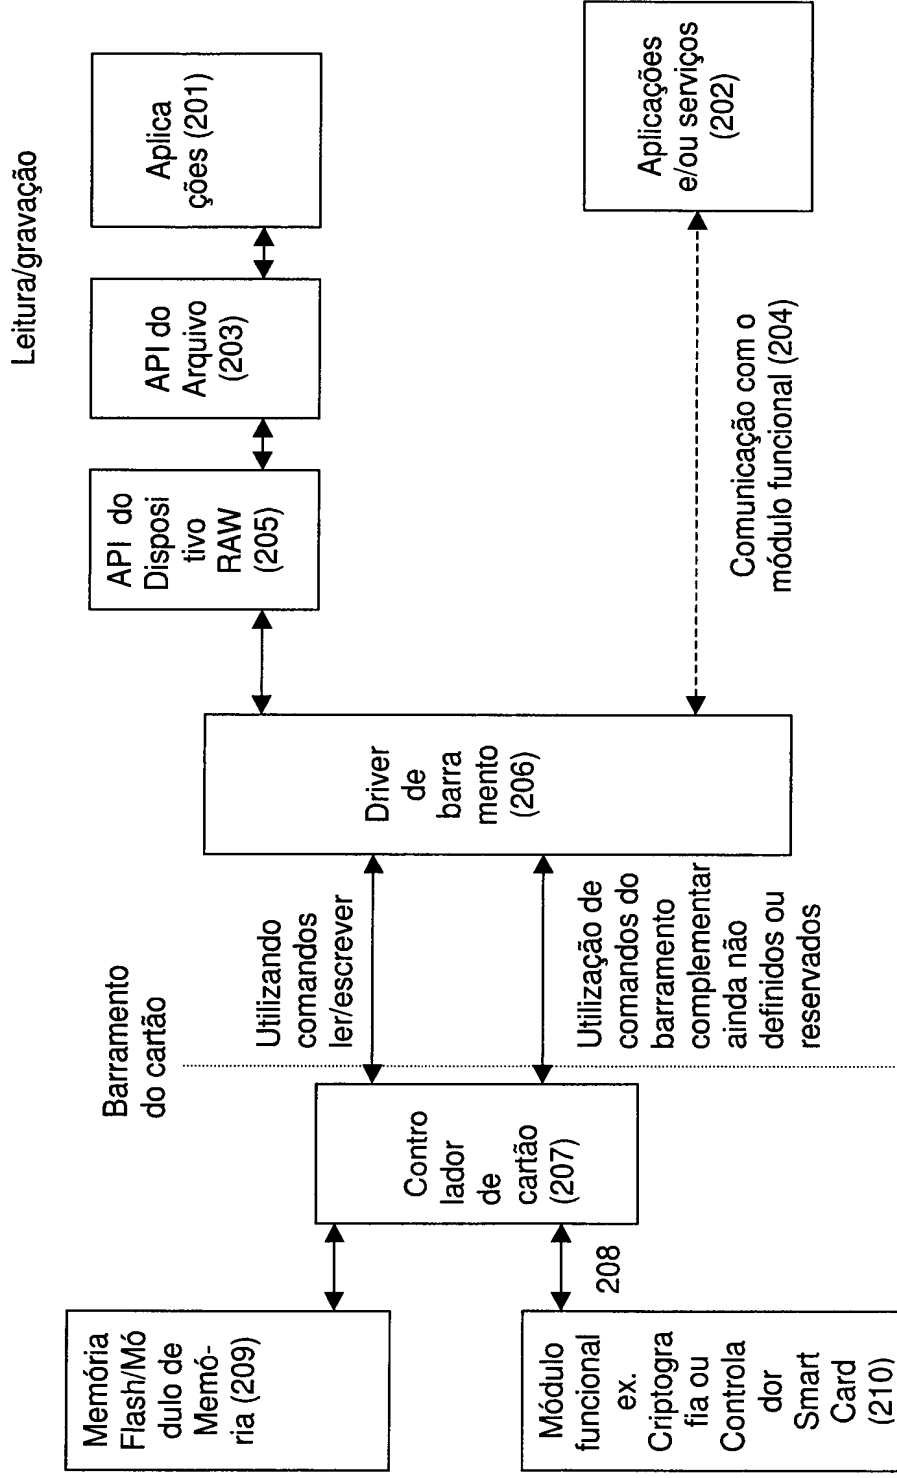 Leitura/gravação
Aplica
ções (201)
API do
Arquivo
(203)
API do
Disposi
tivo
RAW
(205)
Aplicações
e/ou serviços
(202)
Comunicação com o
módulo funcional (204)
Driver
de
barra
mento
(206)
Barramento
do cartão
Utilizando
comandos
ler/escrever
Utilização de
comandos do
barramento
complementar
ainda não
definidos ou
reservados
Contro
lador
de
cartão
(207)
208
Memória
Flash/Mó
dulo de
Memó-
ria (209)
Módulo
funcional
ex.
Criptogra
fia ou
Controla
dor
Smart
Card
(210)